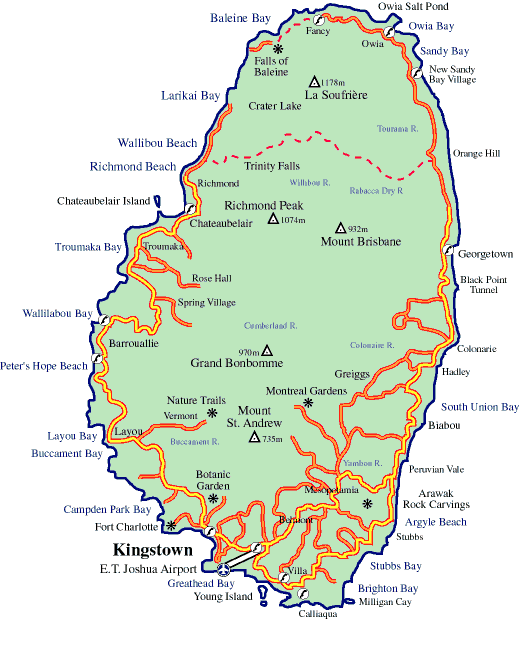 Owia Salt Pond
Baleine Bay
Fancy
Owia Bay
Owia
Sandy Bay
Falls of
Baleine
New Sandy
Bay Village
1178m
La Soufrière
Larikai Bay
Crater Lake
Tourama R.
Wallibou Beach
Orange Hill
Richmond Beach
Trinity Falls
Richmond
Willibou R.
Rabacca Dry R
Chateaubelair Island
Richmond Peak
1074m
Chateaubelair
932m
Mount Brisbane
Troumaka Bay
Troumaka
Georgetown
Rose Hall
Black Point
Tunnel
Spring Village
Wallilabou Bay
Cumberland R.
Barrouallie
Colonaire R.
Colonarie
970m
Grand Bonbomme
Peter's Hope Beach
Hadley
Greiggs
Nature Trails
Montreal Gardens
South Union Bay
Vermont
Mount
St. Andrew
735m
Biabou
Layou
Layou Bay
Buccament R.
Buccament Bay
Yambou R.
Peruvian Vale
Botanic
Garden
Mesopotamia
Arawak
Rock Carvings
Campden Park Bay
Fort Charlotte
Belmont
Argyle Beach
Stubbs
Kingstown
E.T. Joshua Airport
Villa
Stubbs Bay
Greathead Bay
Young Island
Brighton Bay
Milligan Cay
Calliaqua